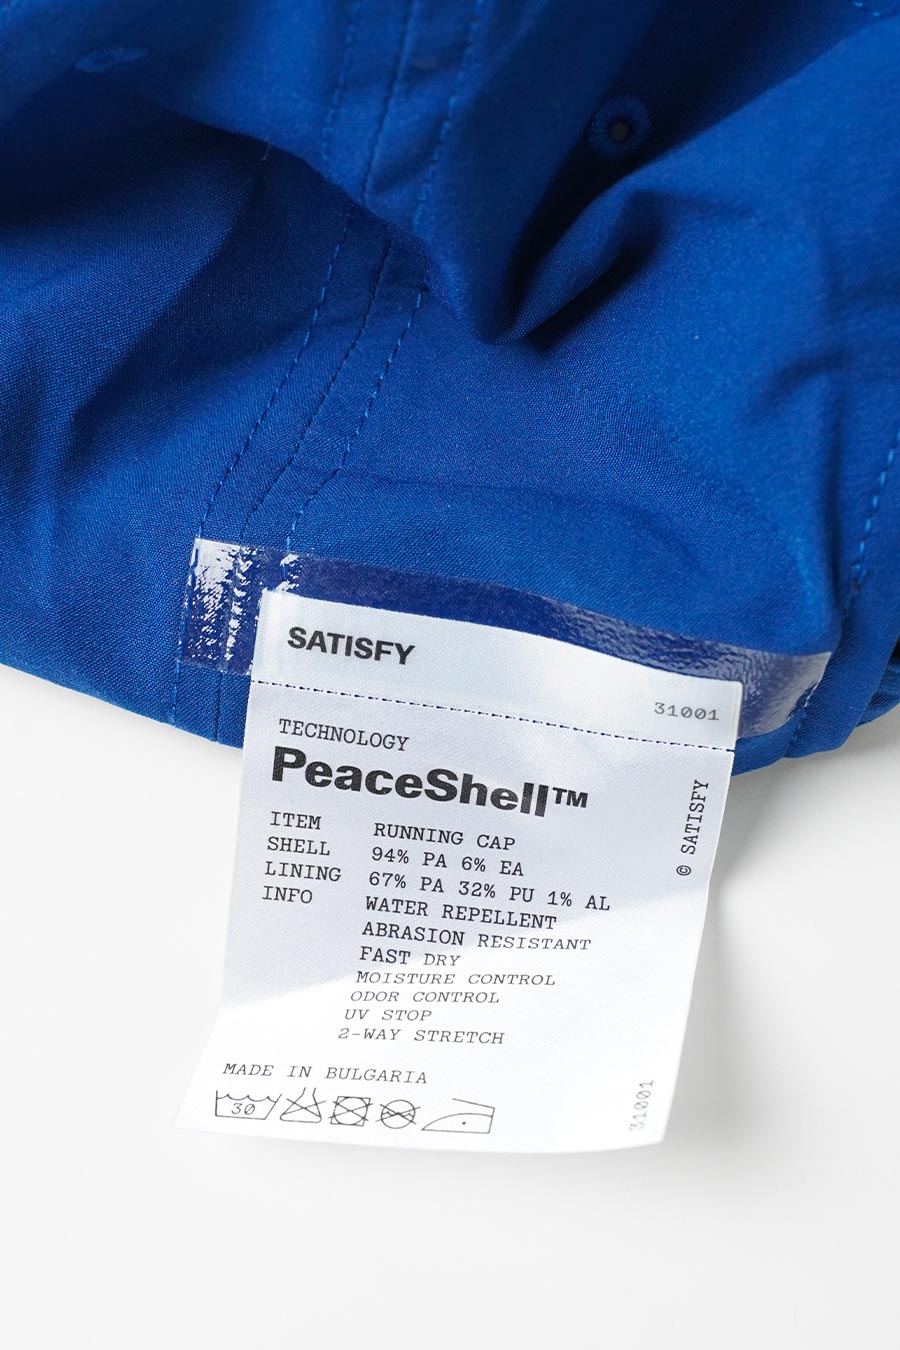 SATISFY
31001
TECHNOLOGY
PeaceShell™
ITEM RUNNING CAP
SHELL 94% PA 6% EA
LINING 67% PA 32% PU 1% AL
INFO WATER REPELLENT
ABRASION RESISTANT
FAST DRY
MOISTURE CONTROL
ODOR CONTROL
UV STOP
2-WAY STRETCH
MADE IN BULGARIA
30
© SATISFY
31001